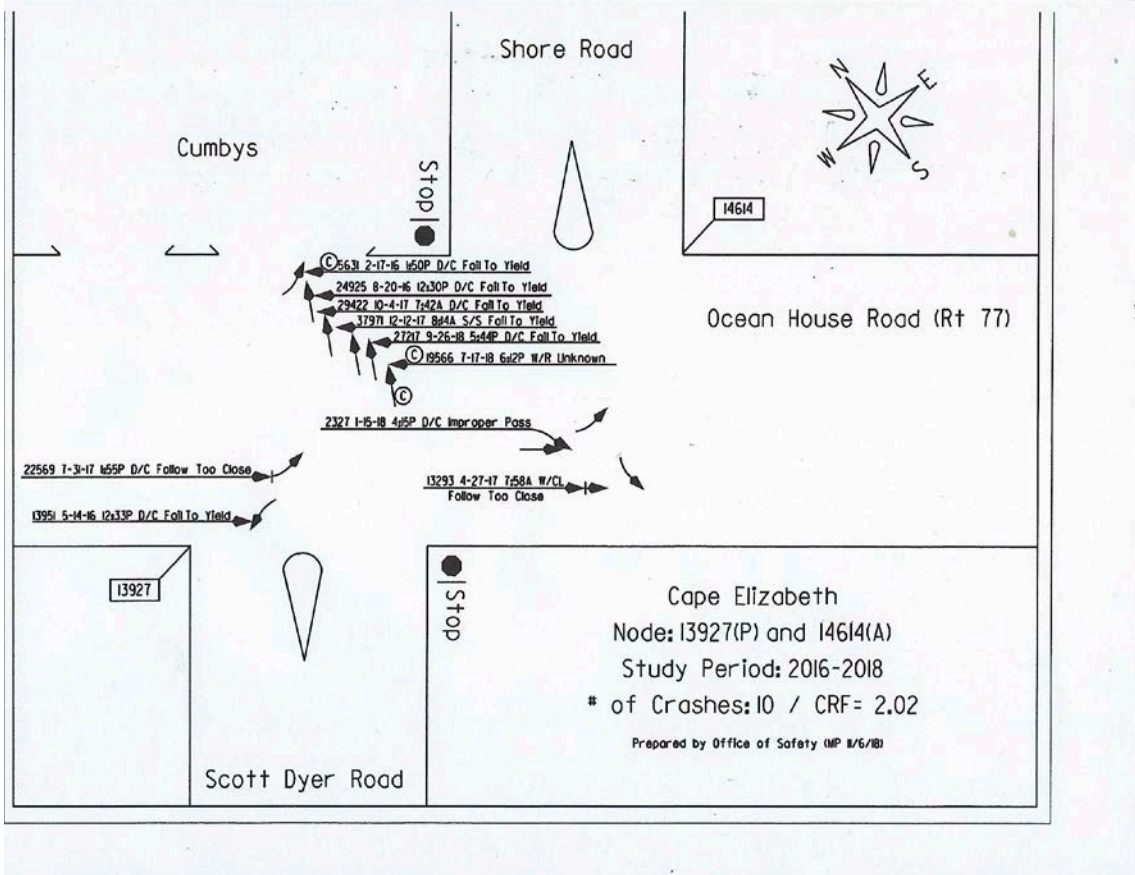 Shore Road
N
E
W
S
Cumbys
Stop
14614
C 5631 2-17-16 1:50P D/C Fail To Yield
24925 8-20-16 12:30P D/C Fail To Yield
29422 10-4-17 7:42A D/C Fail To Yield
37971 12-12-17 8:14A S/S Fail To Yield
27217 9-26-18 5:44P D/C Fail To Yield
C 19566 7-17-18 6:12P W/R Unknown
C
Ocean House Road (Rt 77)
2327 1-15-18 4:15P D/C Improper Pass
22569 7-31-17 1:55P D/C Follow Too Close
13293 4-27-17 7:58A W/CL
Follow Too Close
13951 5-14-16 12:33P D/C Fail To Yield
13927
Stop
Cape Elizabeth
Node: 13927(P) and 14614(A)
Study Period: 2016-2018
# of Crashes: 10 / CRF= 2.02
Prepared by Office of Safety (MP 11/6/18)
Scott Dyer Road